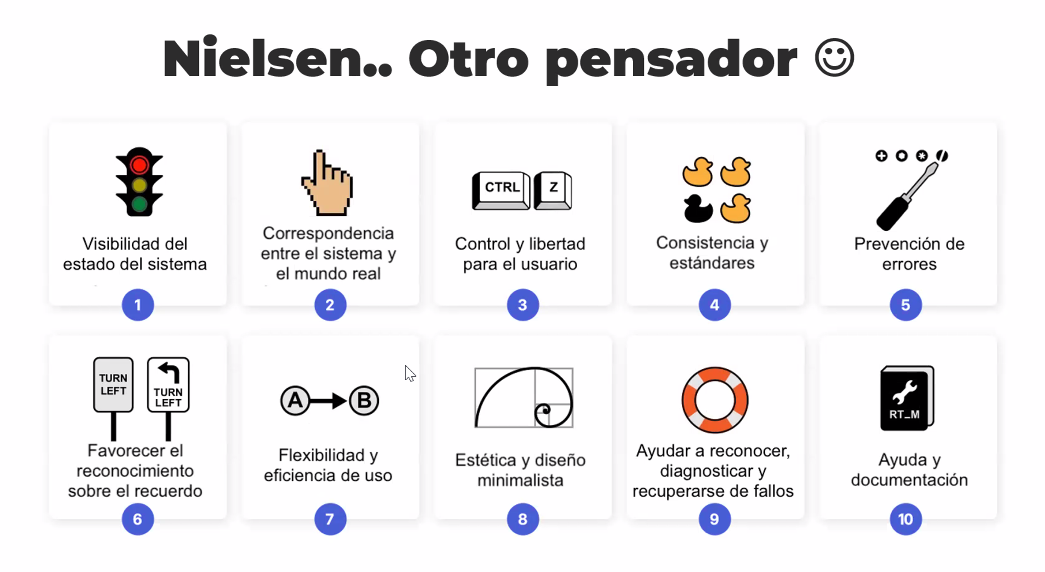 Nielsen.. Otro pensador ☺
CTRL Z
Visibilidad del
estado del sistema
1
Correspondencia
entre el sistema y
el mundo real
2
Control y libertad
para el usuario
3
Consistencia y
estándares
4
Prevención de
errores
5
TURN
LEFT
TURN
LEFT
Favorecer el
reconocimiento
sobre el recuerdo
6
A B
Flexibilidad y
eficiencia de uso
7
Estética y diseño
minimalista
8
Ayudar a reconocer,
diagnosticar y
recuperarse de fallos
9
RT_M
Ayuda y
documentación
10